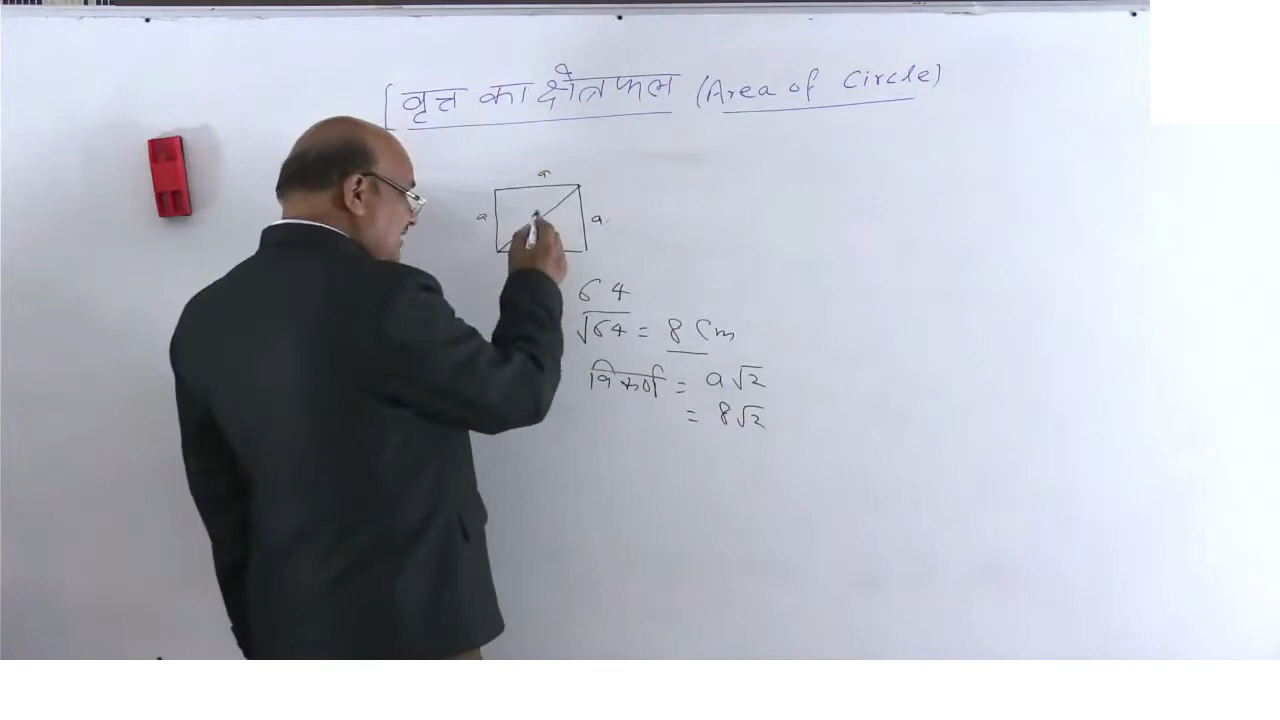 [वृत्त का क्षेत्रफल (Area of Circle)
a
a a
64
√64 = 8 Cm
विकर्ण = a√2
= 8√2